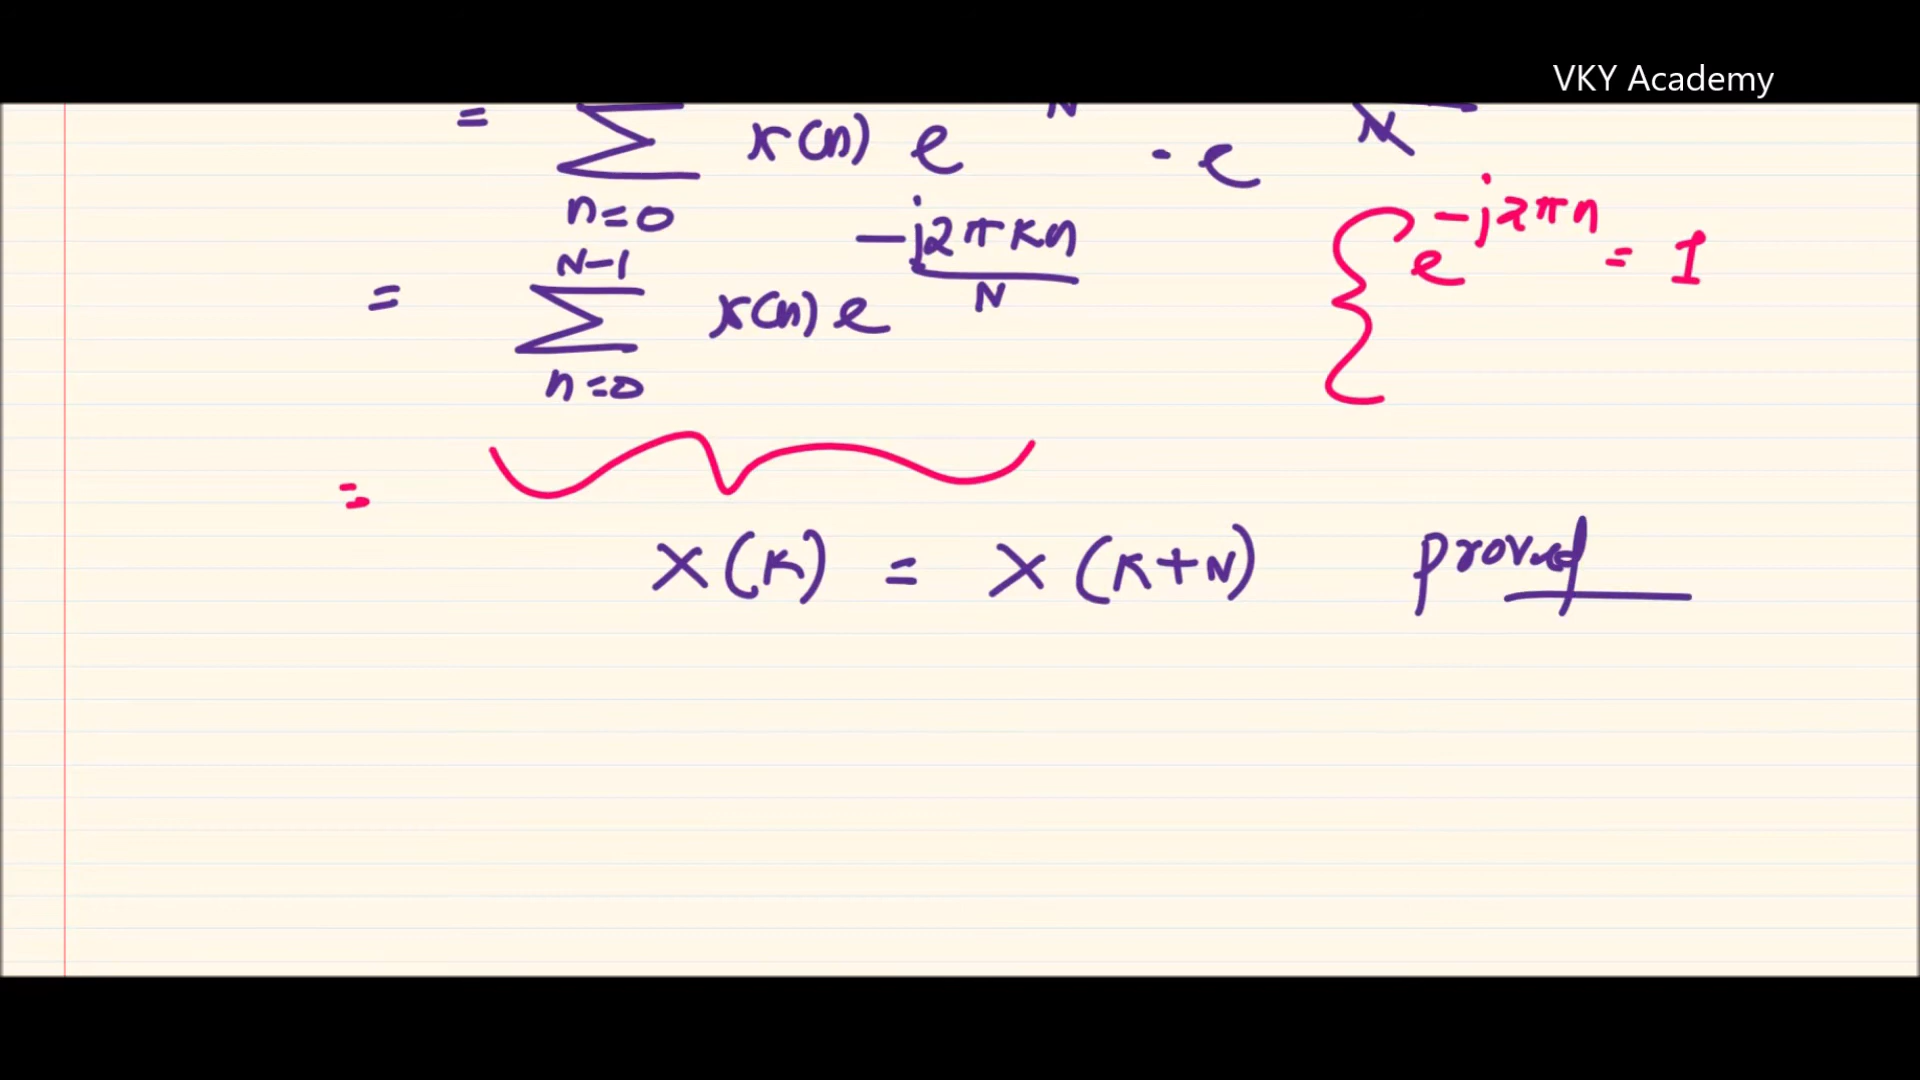 VKY Academy
= Σ x(n) e N · e N
n=0
e^{-j2πn} = 1
N-1
= Σ x(n) e^{-j2πkn/N}
n=0
=
X(K) = X(K+N) proved